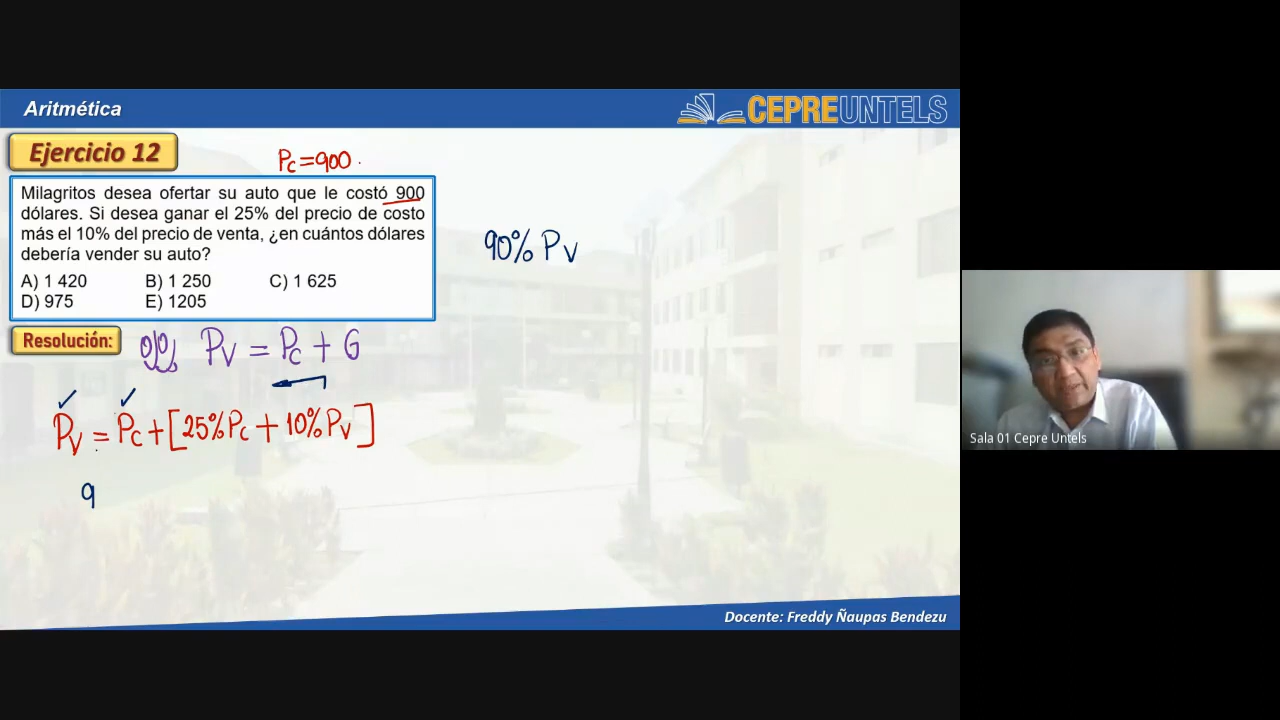 Aritmética
CEPREUNTELS
Ejercicio 12
Pc = 900
Milagritos desea ofertar su auto que le costó 900
dólares. Si desea ganar el 25% del precio de costo
más el 10% del precio de venta, ¿en cuántos dólares
debería vender su auto?
A) 1 420 B) 1 250 C) 1 625
D) 975 E) 1205
90% Pv
Resolución:
Pv = Pc + G
Pv = Pc + [25%Pc + 10%Pv]
9
Sala 01 Cepre Untels
Docente: Freddy Ñaupas Bendezu